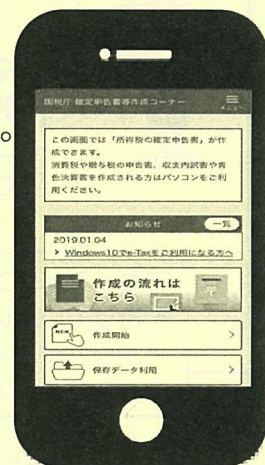 国税庁 確定申告書等作成コーナー
メニュー
この画面では「所得税の確定申告書」が作
成できます。
消費税や贈与税の申告書、収支内訳書や青
色決算書を作成される方はパソコンをご利
用ください。
お知らせ
一覧
2019.01.04
> Windows10でe-Taxをご利用になる方へ
作成の流れは
こちら
NEW
作成開始
>
保存データ利用
>